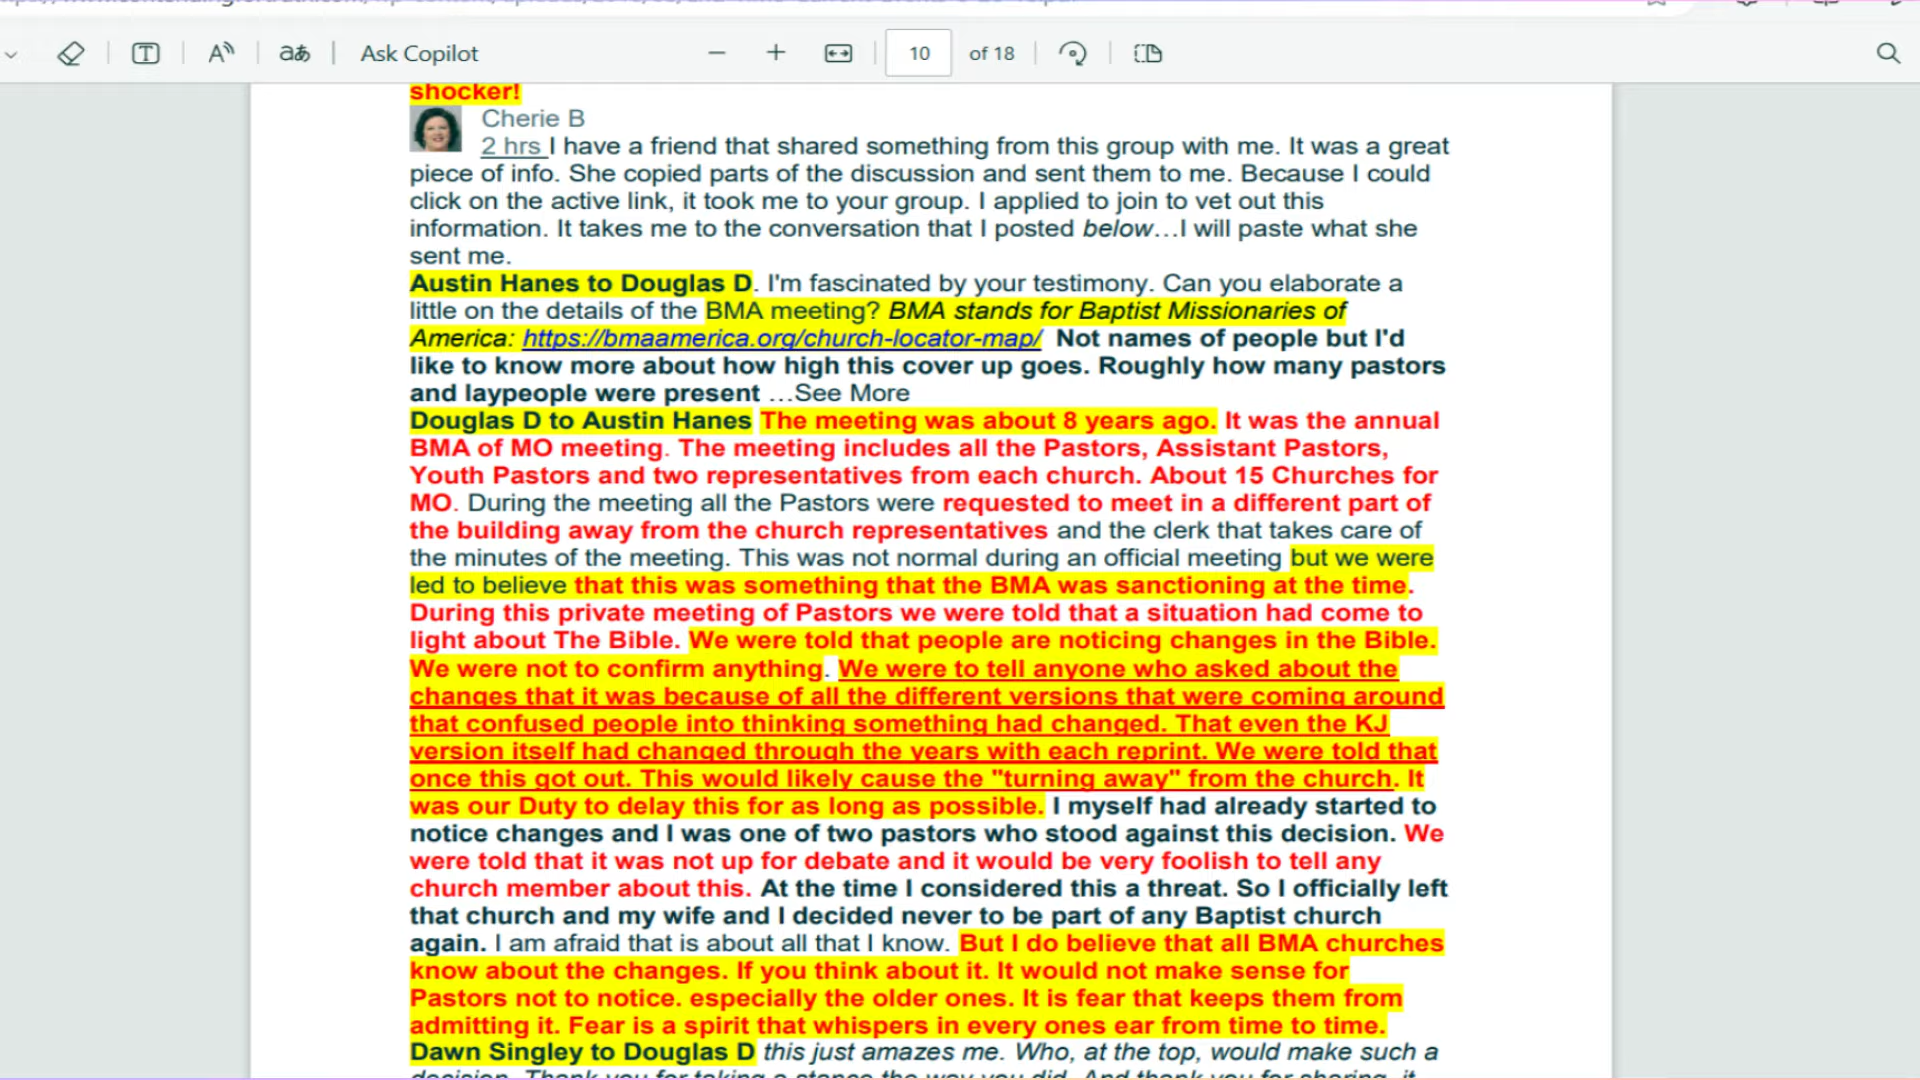 Ask Copilot
10 of 18
shocker!
Cherie B
2 hrs I have a friend that shared something from this group with me. It was a great
piece of info. She copied parts of the discussion and sent them to me. Because I could
click on the active link, it took me to your group. I applied to join to vet out this
information. It takes me to the conversation that I posted below…I will paste what she
sent me.
Austin Hanes to Douglas D. I'm fascinated by your testimony. Can you elaborate a
little on the details of the BMA meeting? BMA stands for Baptist Missionaries of
America: https://bmaamerica.org/church-locator-map/ Not names of people but I'd
like to know more about how high this cover up goes. Roughly how many pastors
and laypeople were present …See More
Douglas D to Austin Hanes The meeting was about 8 years ago. It was the annual
BMA of MO meeting. The meeting includes all the Pastors, Assistant Pastors,
Youth Pastors and two representatives from each church. About 15 Churches for
MO. During the meeting all the Pastors were requested to meet in a different part of
the building away from the church representatives and the clerk that takes care of
the minutes of the meeting. This was not normal during an official meeting but we were
led to believe that this was something that the BMA was sanctioning at the time.
During this private meeting of Pastors we were told that a situation had come to
light about The Bible. We were told that people are noticing changes in the Bible.
We were not to confirm anything. We were to tell anyone who asked about the
changes that it was because of all the different versions that were coming around
that confused people into thinking something had changed. That even the KJ
version itself had changed through the years with each reprint. We were told that
once this got out. This would likely cause the "turning away" from the church. It
was our Duty to delay this for as long as possible. I myself had already started to
notice changes and I was one of two pastors who stood against this decision. We
were told that it was not up for debate and it would be very foolish to tell any
church member about this. At the time I considered this a threat. So I officially left
that church and my wife and I decided never to be part of any Baptist church
again. I am afraid that is about all that I know. But I do believe that all BMA churches
know about the changes. If you think about it. It would not make sense for
Pastors not to notice. especially the older ones. It is fear that keeps them from
admitting it. Fear is a spirit that whispers in every ones ear from time to time.
Dawn Singley to Douglas D this just amazes me. Who, at the top, would make such a
decision. Thank you for taking a stance the way you did. And thank you for sharing, it